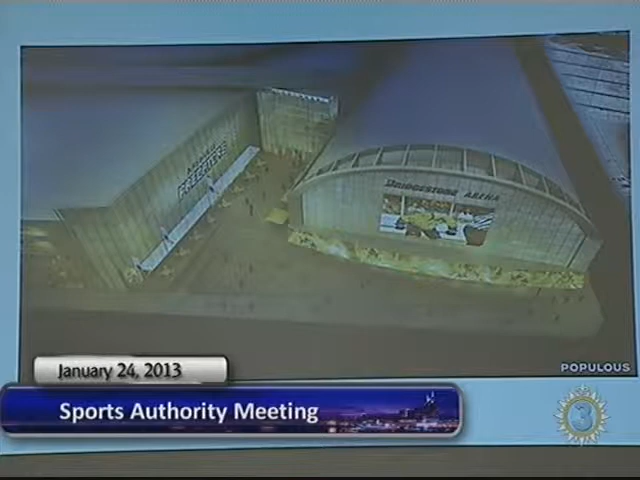 BRIDGESTONE ARENA
POPULOUS
January 24, 2013
Sports Authority Meeting
3